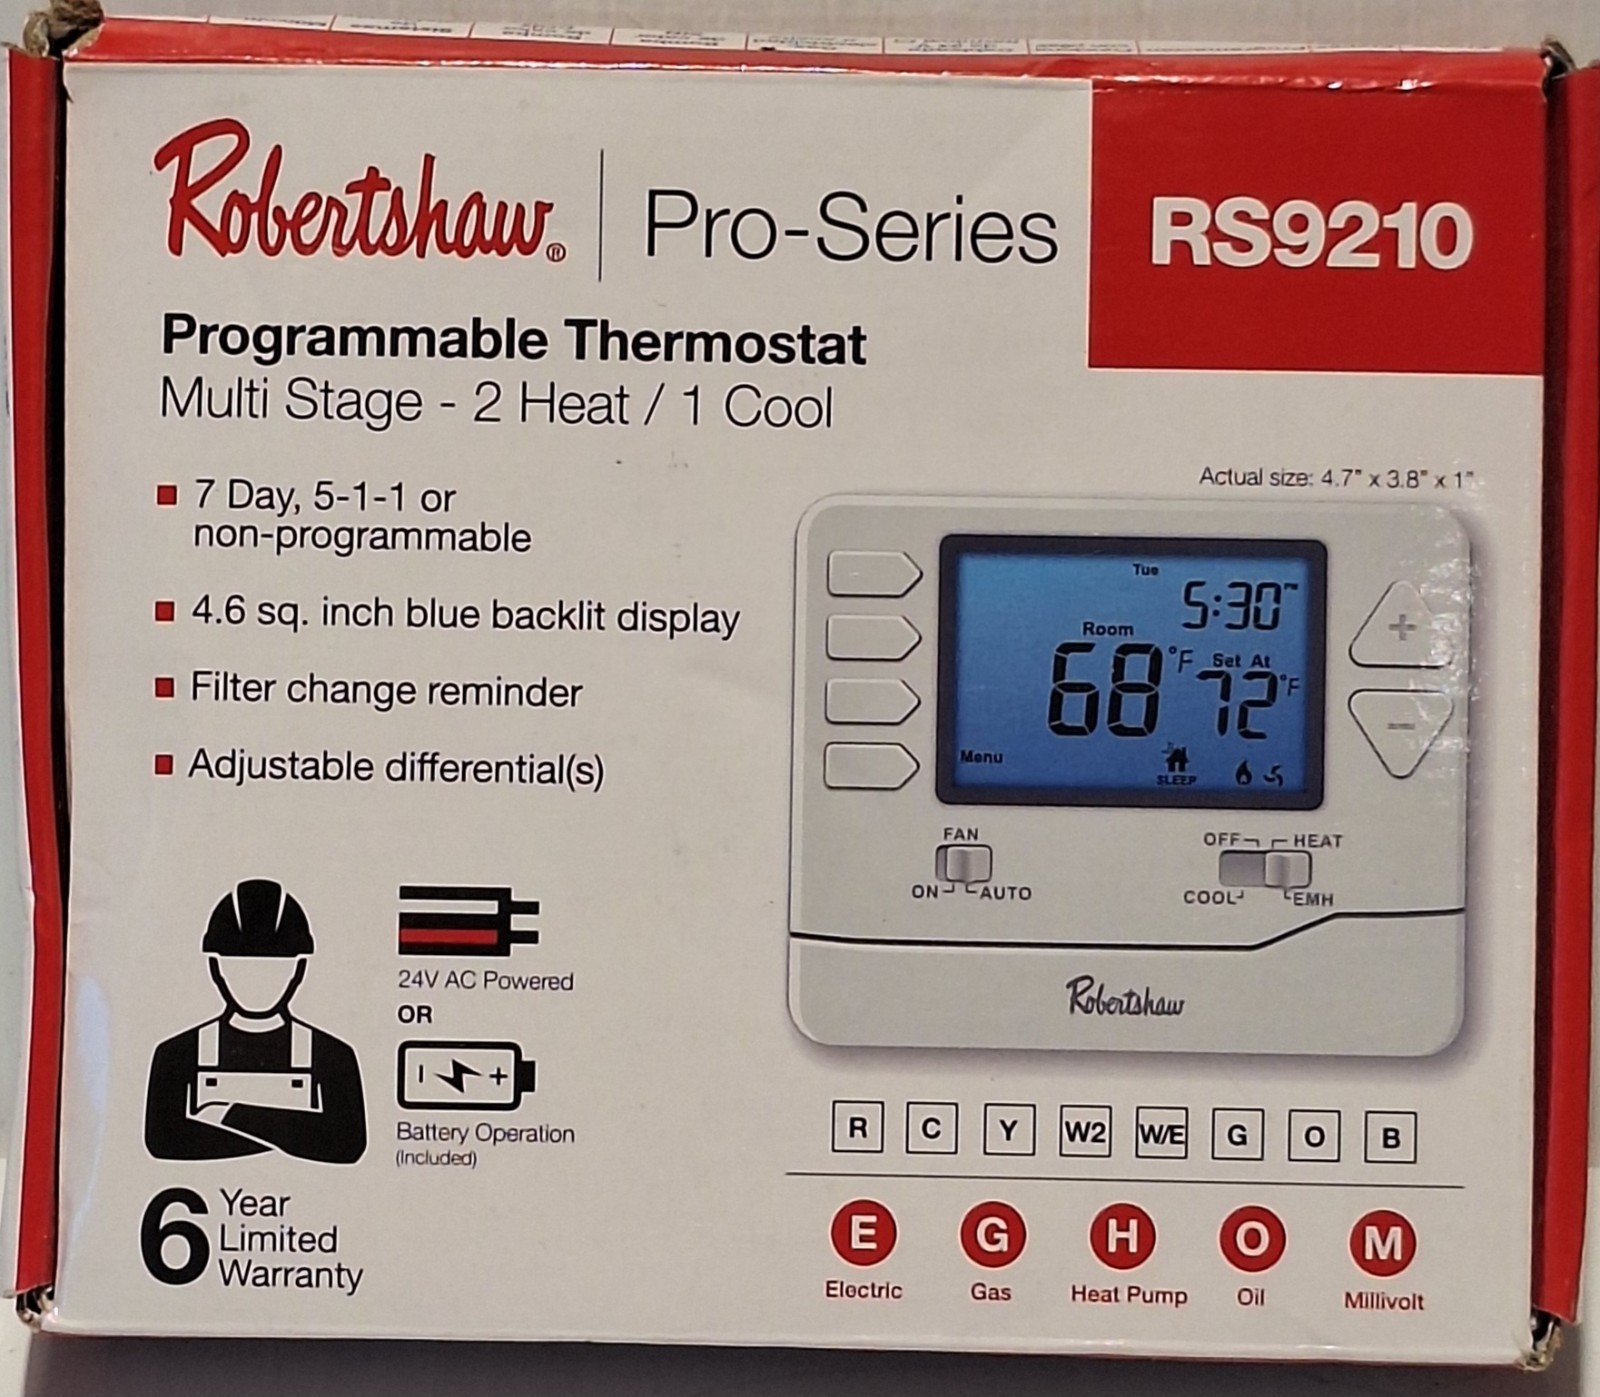 Robertshaw® | Pro-Series
RS9210
Programmable Thermostat
Multi Stage - 2 Heat / 1 Cool
7 Day, 5-1-1 or
non-programmable
4.6 sq. inch blue backlit display
Filter change reminder
Adjustable differential(s)
Actual size: 4.7" x 3.8" x 1"
Tue
5:30 PM
Room
68°F
Set At
72°F
Menu
SLEEP
+
−
FAN
ON AUTO
OFF HEAT
COOL EMH
Robertshaw
24V AC Powered
OR
Battery Operation
(Included)
6 Year
Limited
Warranty
R C Y W2 W/E G O B
E G H O M
Electric Gas Heat Pump Oil Millivolt